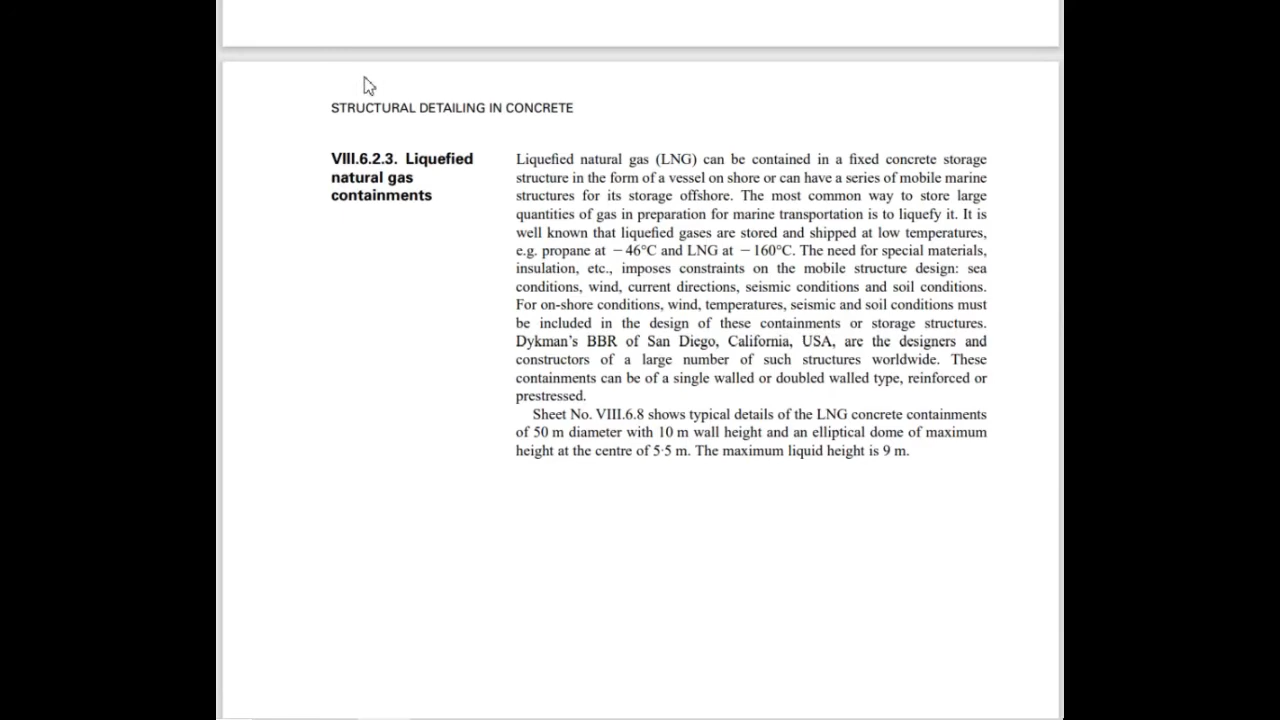 STRUCTURAL DETAILING IN CONCRETE
VIII.6.2.3. Liquefied
natural gas
containments
Liquefied natural gas (LNG) can be contained in a fixed concrete storage
structure in the form of a vessel on shore or can have a series of mobile marine
structures for its storage offshore. The most common way to store large
quantities of gas in preparation for marine transportation is to liquefy it. It is
well known that liquefied gases are stored and shipped at low temperatures,
e.g. propane at −46°C and LNG at −160°C. The need for special materials,
insulation, etc., imposes constraints on the mobile structure design: sea
conditions, wind, current directions, seismic conditions and soil conditions.
For on-shore conditions, wind, temperatures, seismic and soil conditions must
be included in the design of these containments or storage structures.
Dykman's BBR of San Diego, California, USA, are the designers and
constructors of a large number of such structures worldwide. These
containments can be of a single walled or doubled walled type, reinforced or
prestressed.
Sheet No. VIII.6.8 shows typical details of the LNG concrete containments
of 50 m diameter with 10 m wall height and an elliptical dome of maximum
height at the centre of 5·5 m. The maximum liquid height is 9 m.